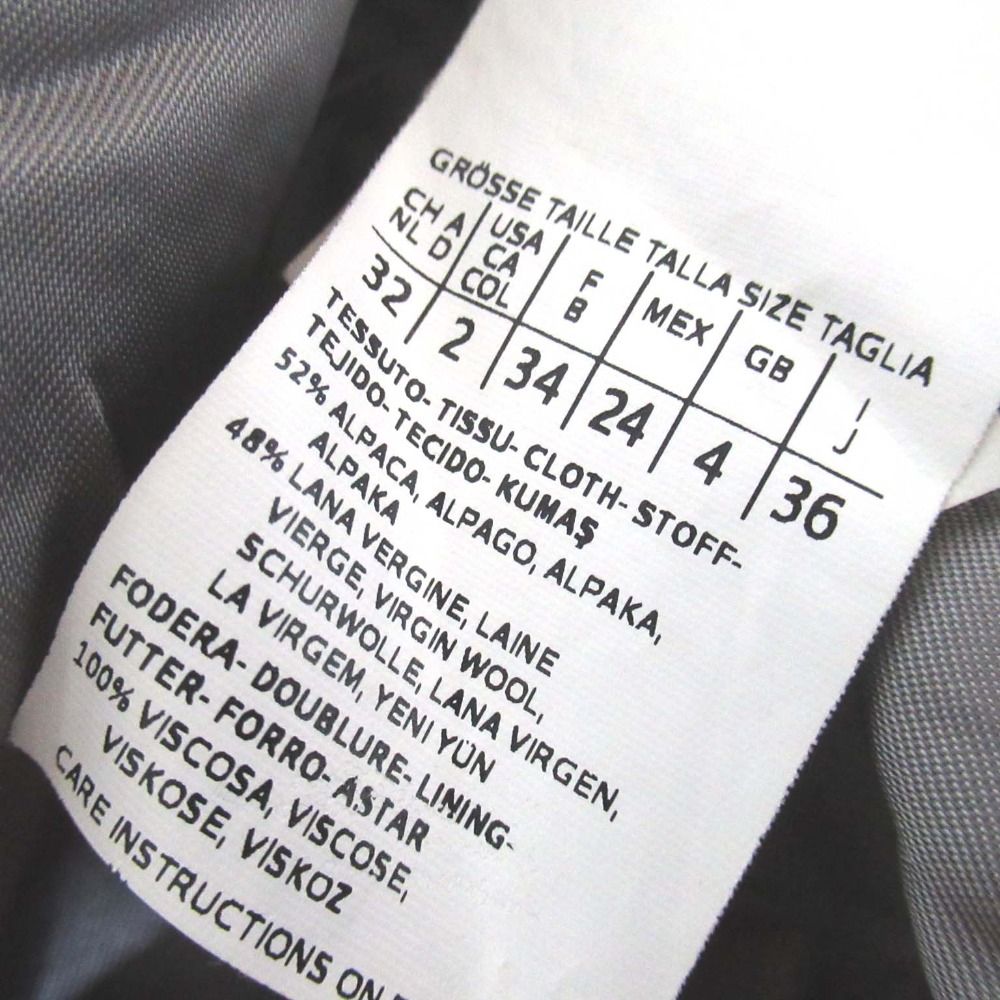 GRÖSSE TAILLE TALLA SIZE TAGLIA
CH A USA F MEX GB I
NL D CA B J
COL
32 2 34 24 4 36
TESSUTO- TISSU- CLOTH- STOFF-
TEJIDO- TECIDO- KUMAŞ
52% ALPACA, ALPAGO, ALPAKA,
ALPAKA
48% LANA VERGINE, LAINE
VIERGE, VIRGIN WOOL,
SCHURWOLLE, LANA VIRGEN,
LA VIRGEM, YENI YÜN
FODERA- DOUBLURE- LINING-
FUTTER- FORRO- ASTAR
100% VISCOSA, VISCOSE,
VISKOSE, VISKOZ
CARE INSTRUCTIONS ON